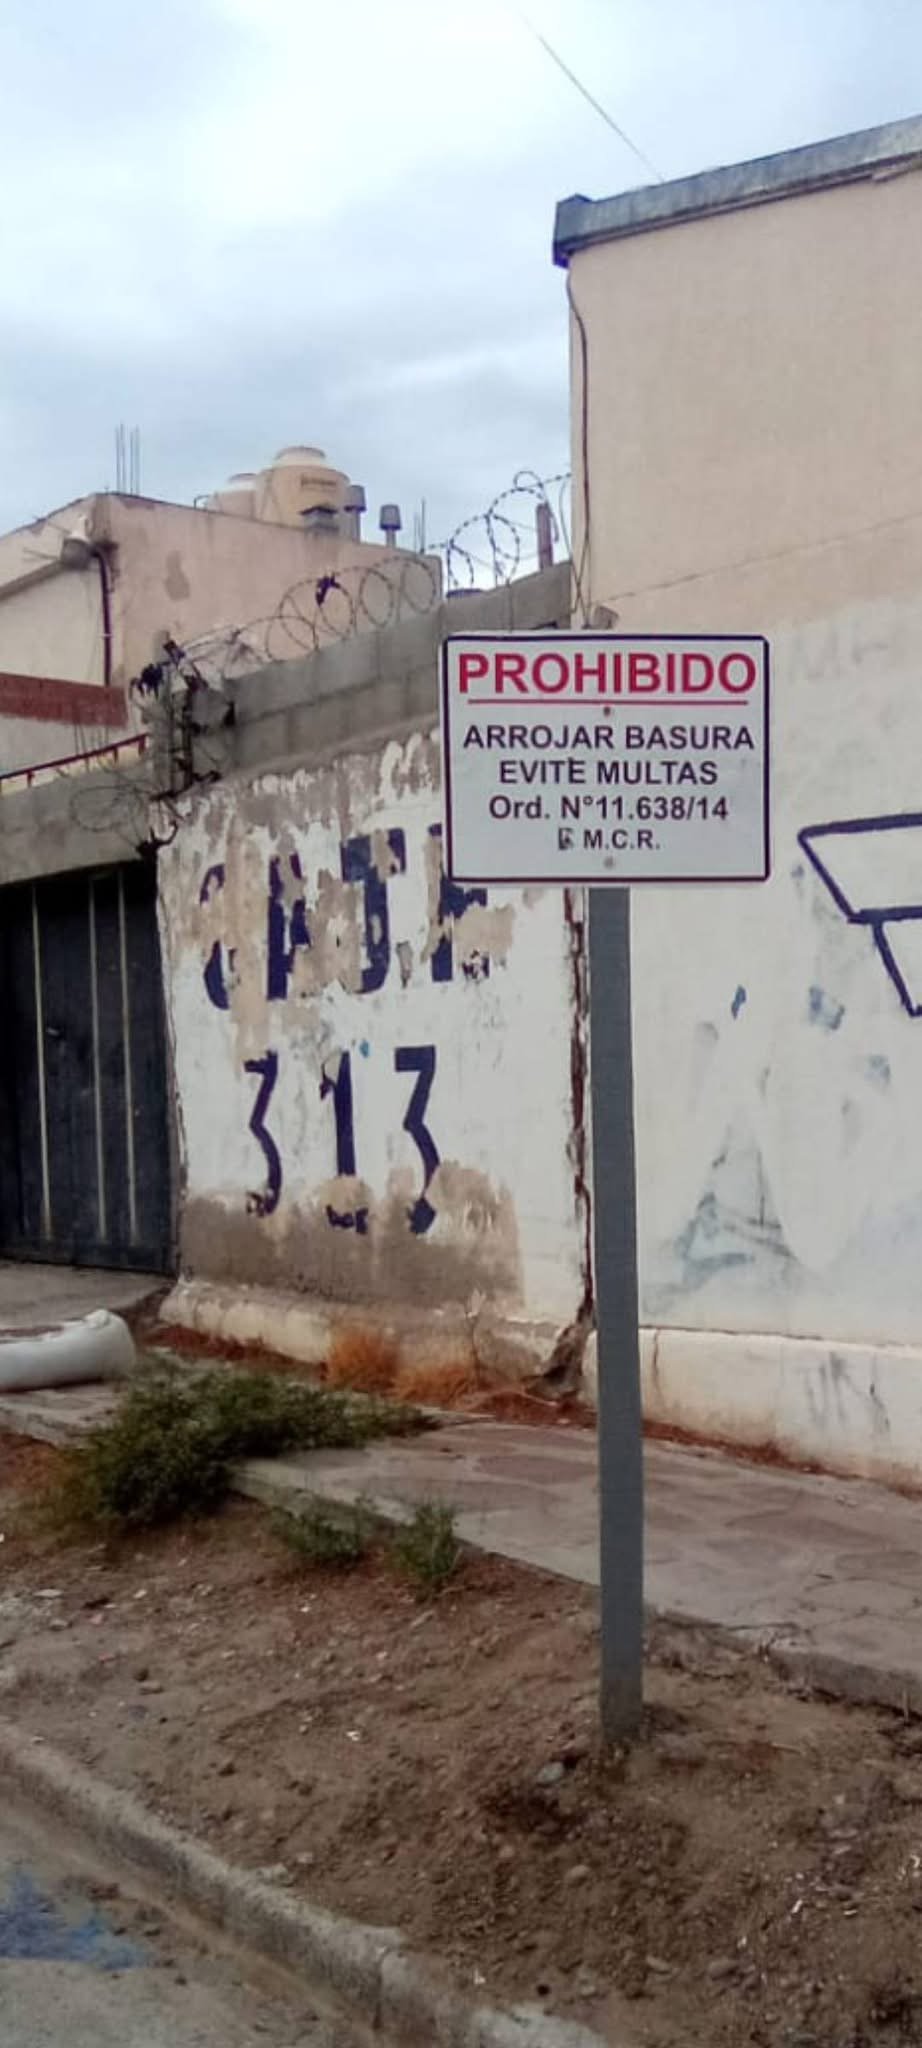 PROHIBIDO
ARROJAR BASURA
EVITE MULTAS
Ord. N°11.638/14
M.C.R.
313